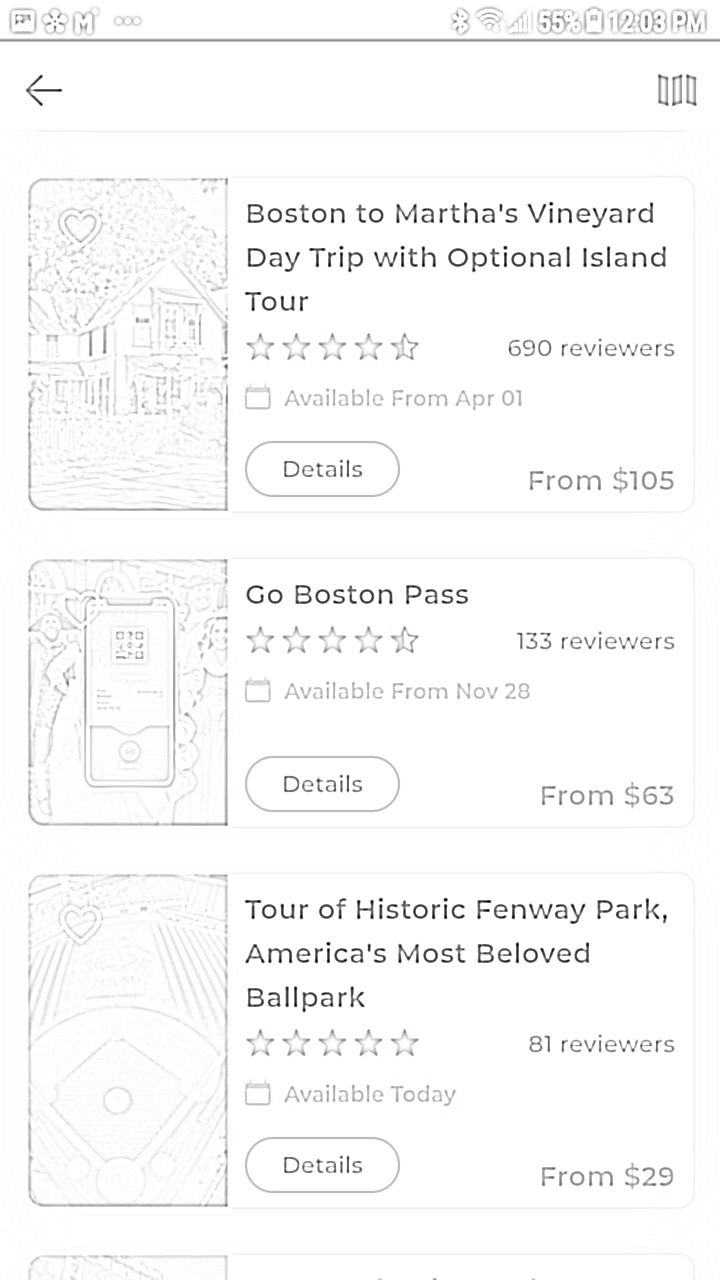 55% 12:03 PM
Boston to Martha's Vineyard
Day Trip with Optional Island
Tour
690 reviewers
Available From Apr 01
Details
From $105
Go Boston Pass
133 reviewers
Available From Nov 28
Details
From $63
Tour of Historic Fenway Park,
America's Most Beloved
Ballpark
81 reviewers
Available Today
Details
From $29